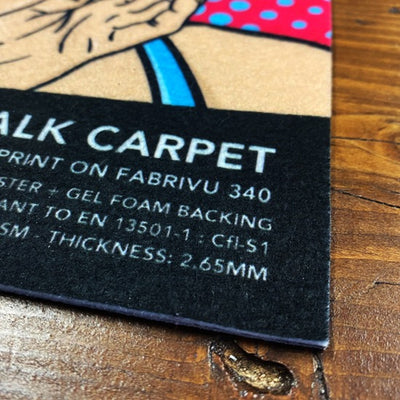 ALK CARPET
PRINT ON FABRIVU 340
STER + GEL FOAM BACKING
ANT TO EN 13501-1 : Cfl-S1
SM · THICKNESS: 2.65MM